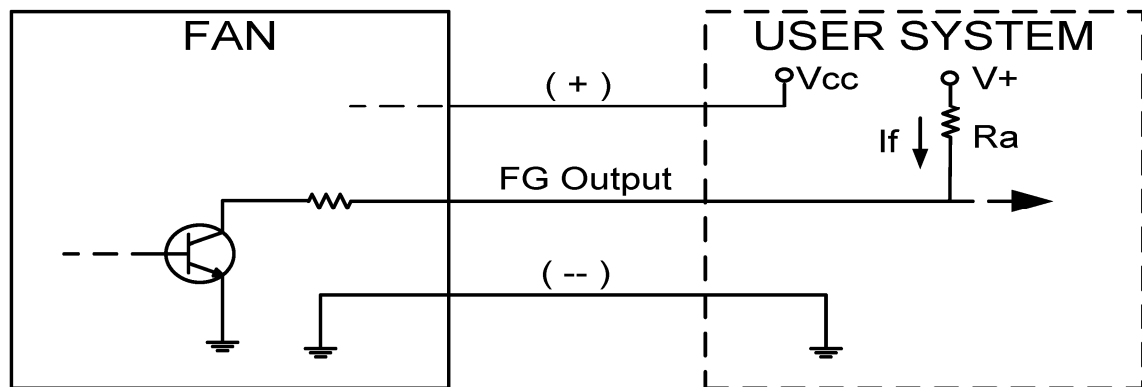 FAN
USER SYSTEM
( + )
Vcc
V+
If
Ra
FG Output
( -- )